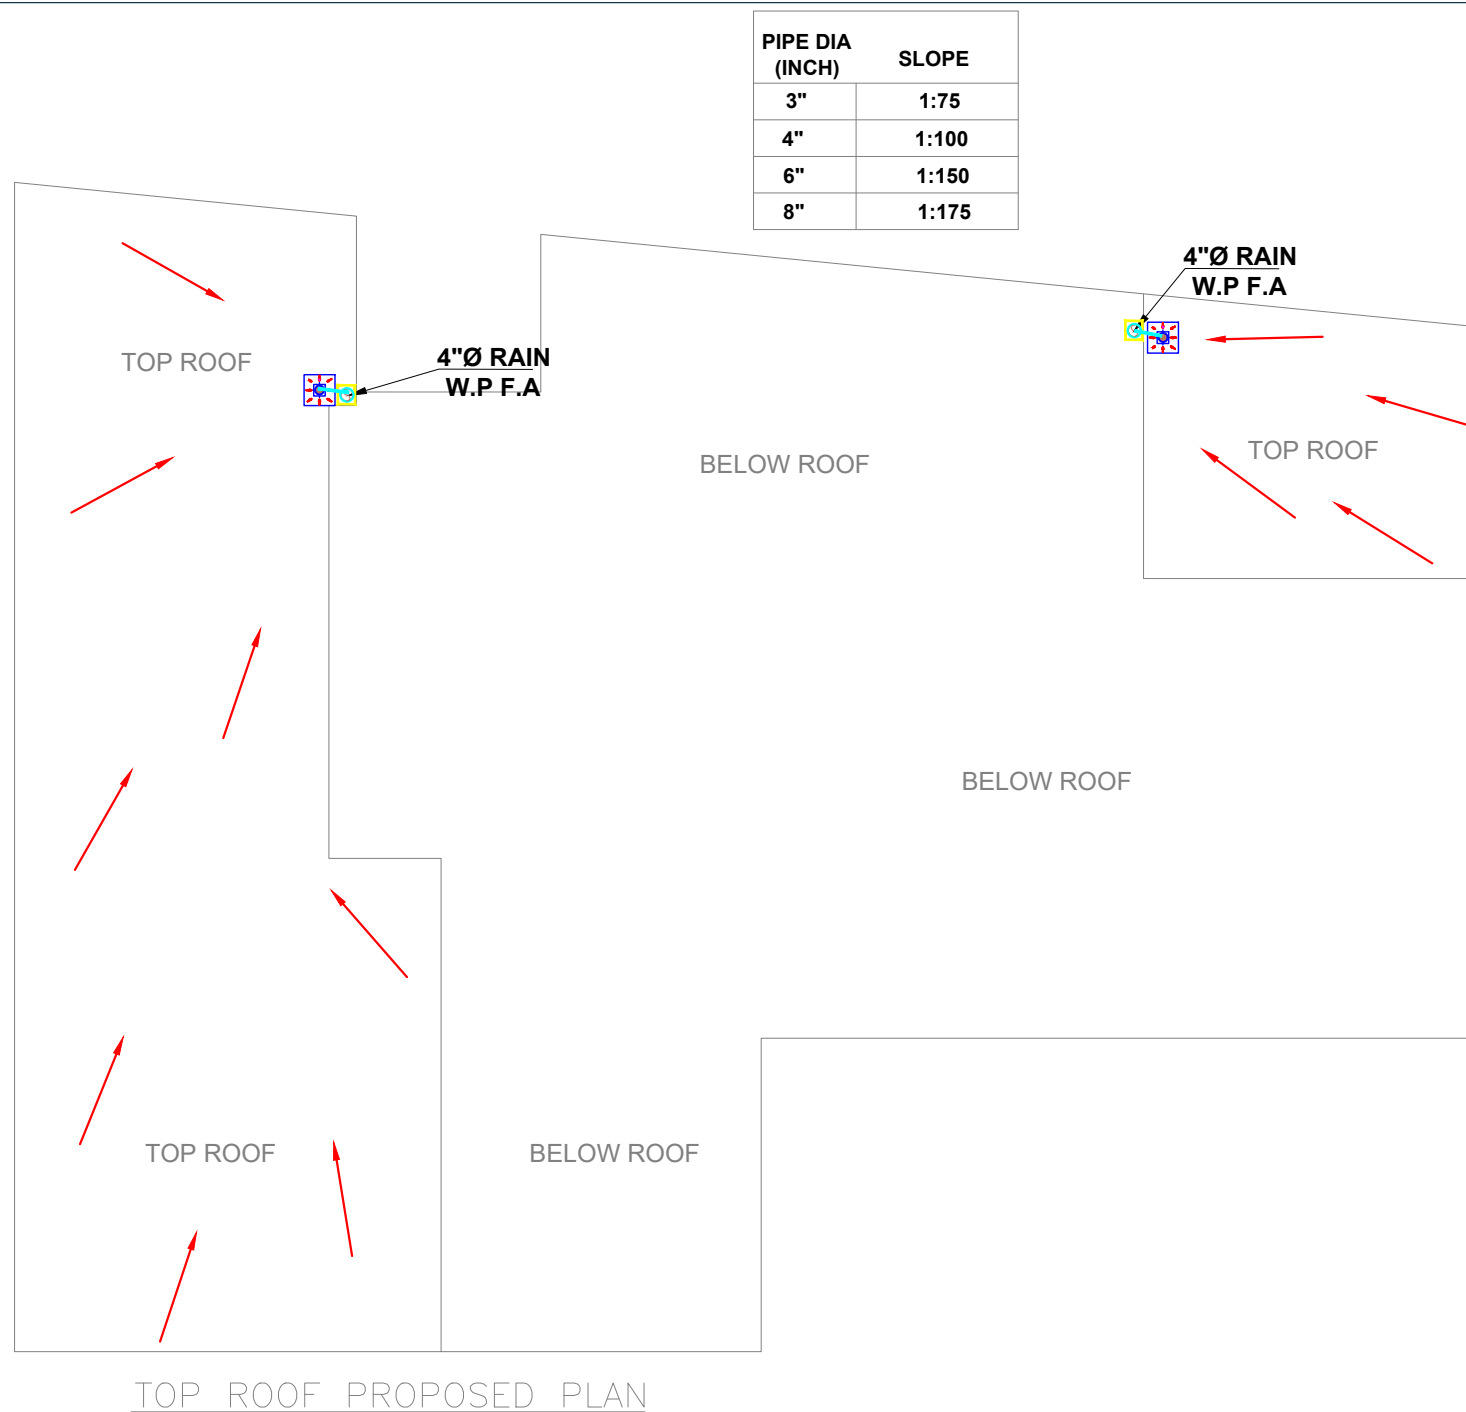 PIPE DIA
(INCH)
SLOPE
3" 1:75
4" 1:100
6" 1:150
8" 1:175
4"Ø RAIN
W.P F.A
TOP ROOF
4"Ø RAIN
W.P F.A
BELOW ROOF
TOP ROOF
BELOW ROOF
TOP ROOF
BELOW ROOF
TOP ROOF PROPOSED PLAN